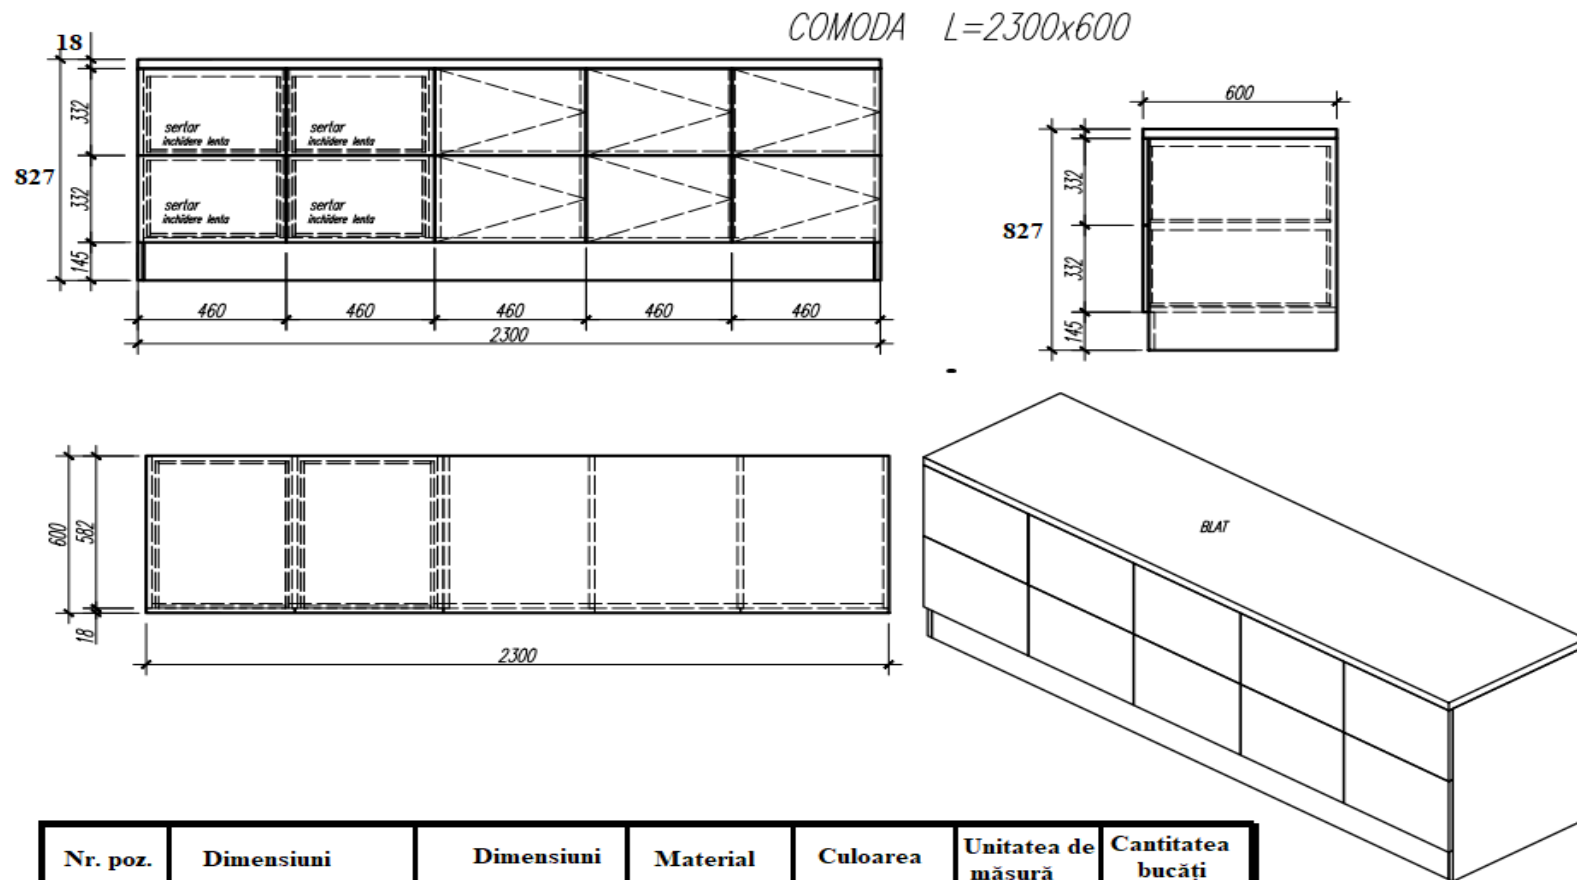 COMODA L=2300x600
18
332
332
145
827
sertar
inchidere lenta
sertar
inchidere lenta
sertar
inchidere lenta
sertar
inchidere lenta
460 460 460 460 460
2300
600
827
332
332
145
600
582
18
2300
BLAT
Nr. poz. Dimensiuni Dimensiuni Material Culoarea Unitatea de măsură Cantitatea bucăți